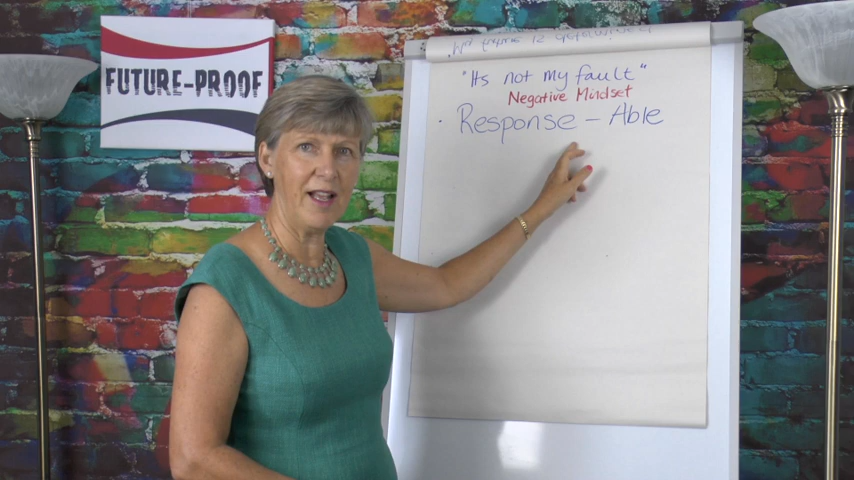 FUTURE-PROOF
"Its not my fault"
Negative Mindset
• Response - Able